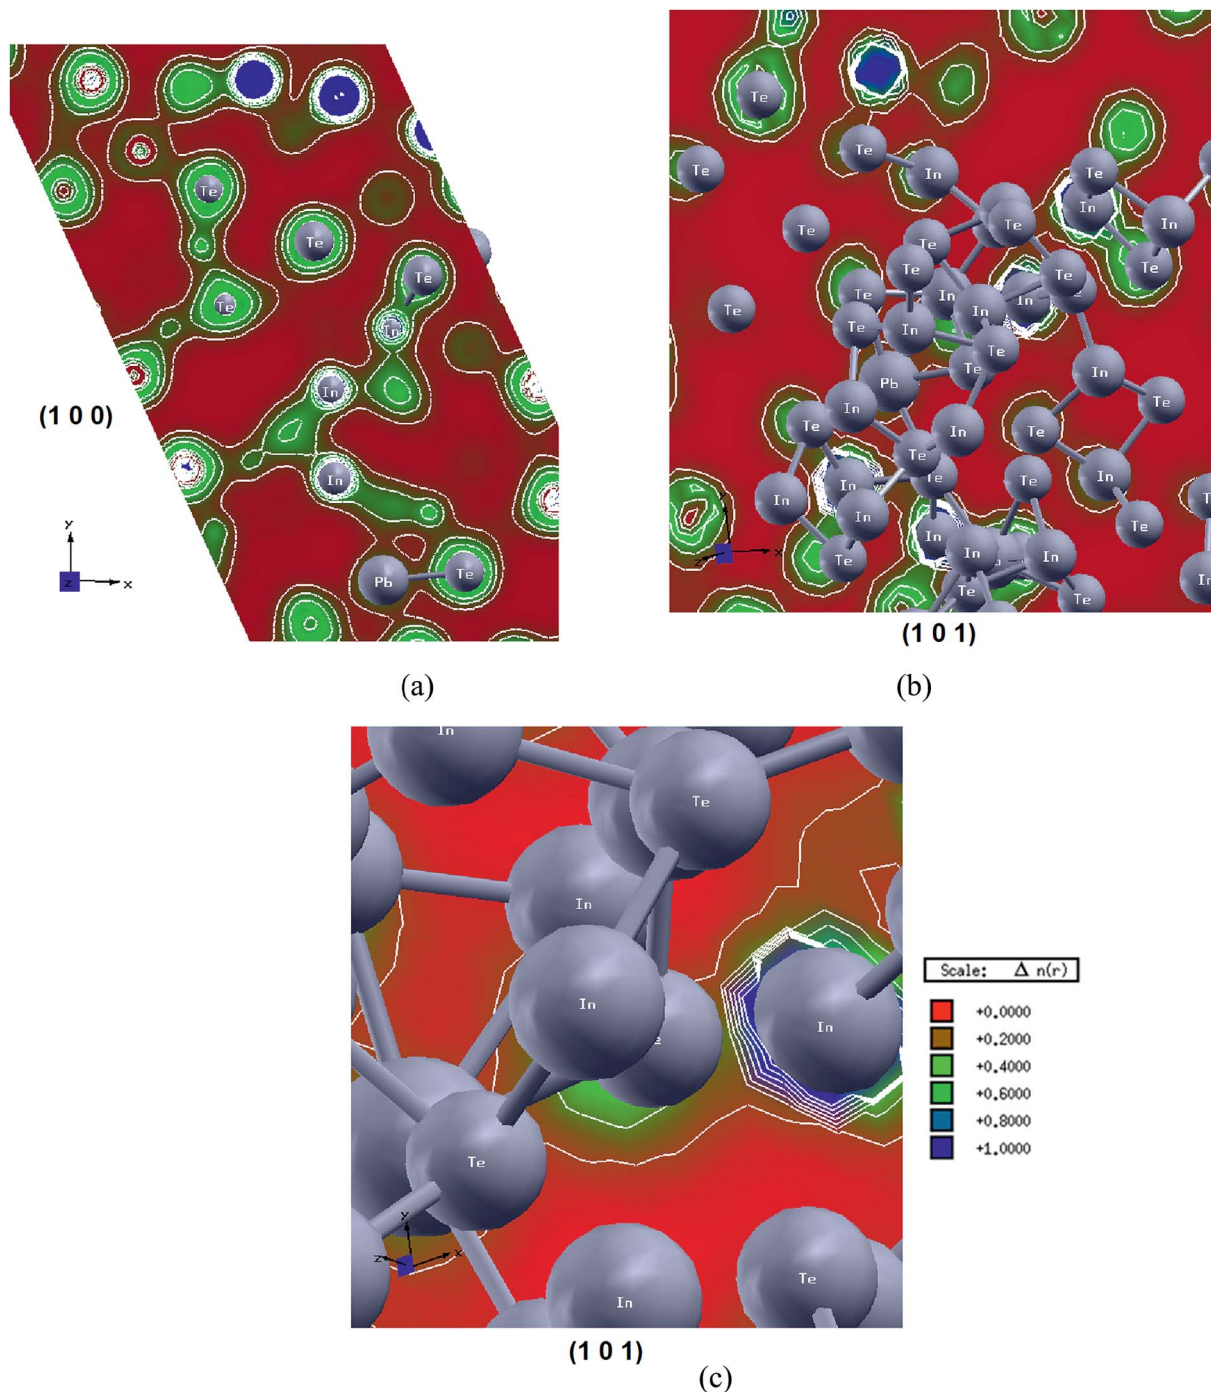 Te
Te
Te
Te
In
In
In
Pb
Te
(1 0 0)
Y
Z
X
(a)
Te
Te
Te
In
Te
In
In
Te
Te
Te
Te
Te
Te
Te
In
In
In
Te
Te
In
Te
Te
Pb
In
Te
In
Te
Te
In
Te
Te
In
Te
Te
In
In
In
Te
In
In
In
Te
Te
Te
In
Y
Z
X
(1 0 1)
(b)
In
Te
In
In
In
Te
Y
Z
X
Te
In
(1 0 1)
(c)
Scale: Δ n(r)
+0.0000
+0.2000
+0.4000
+0.6000
+0.8000
+1.0000